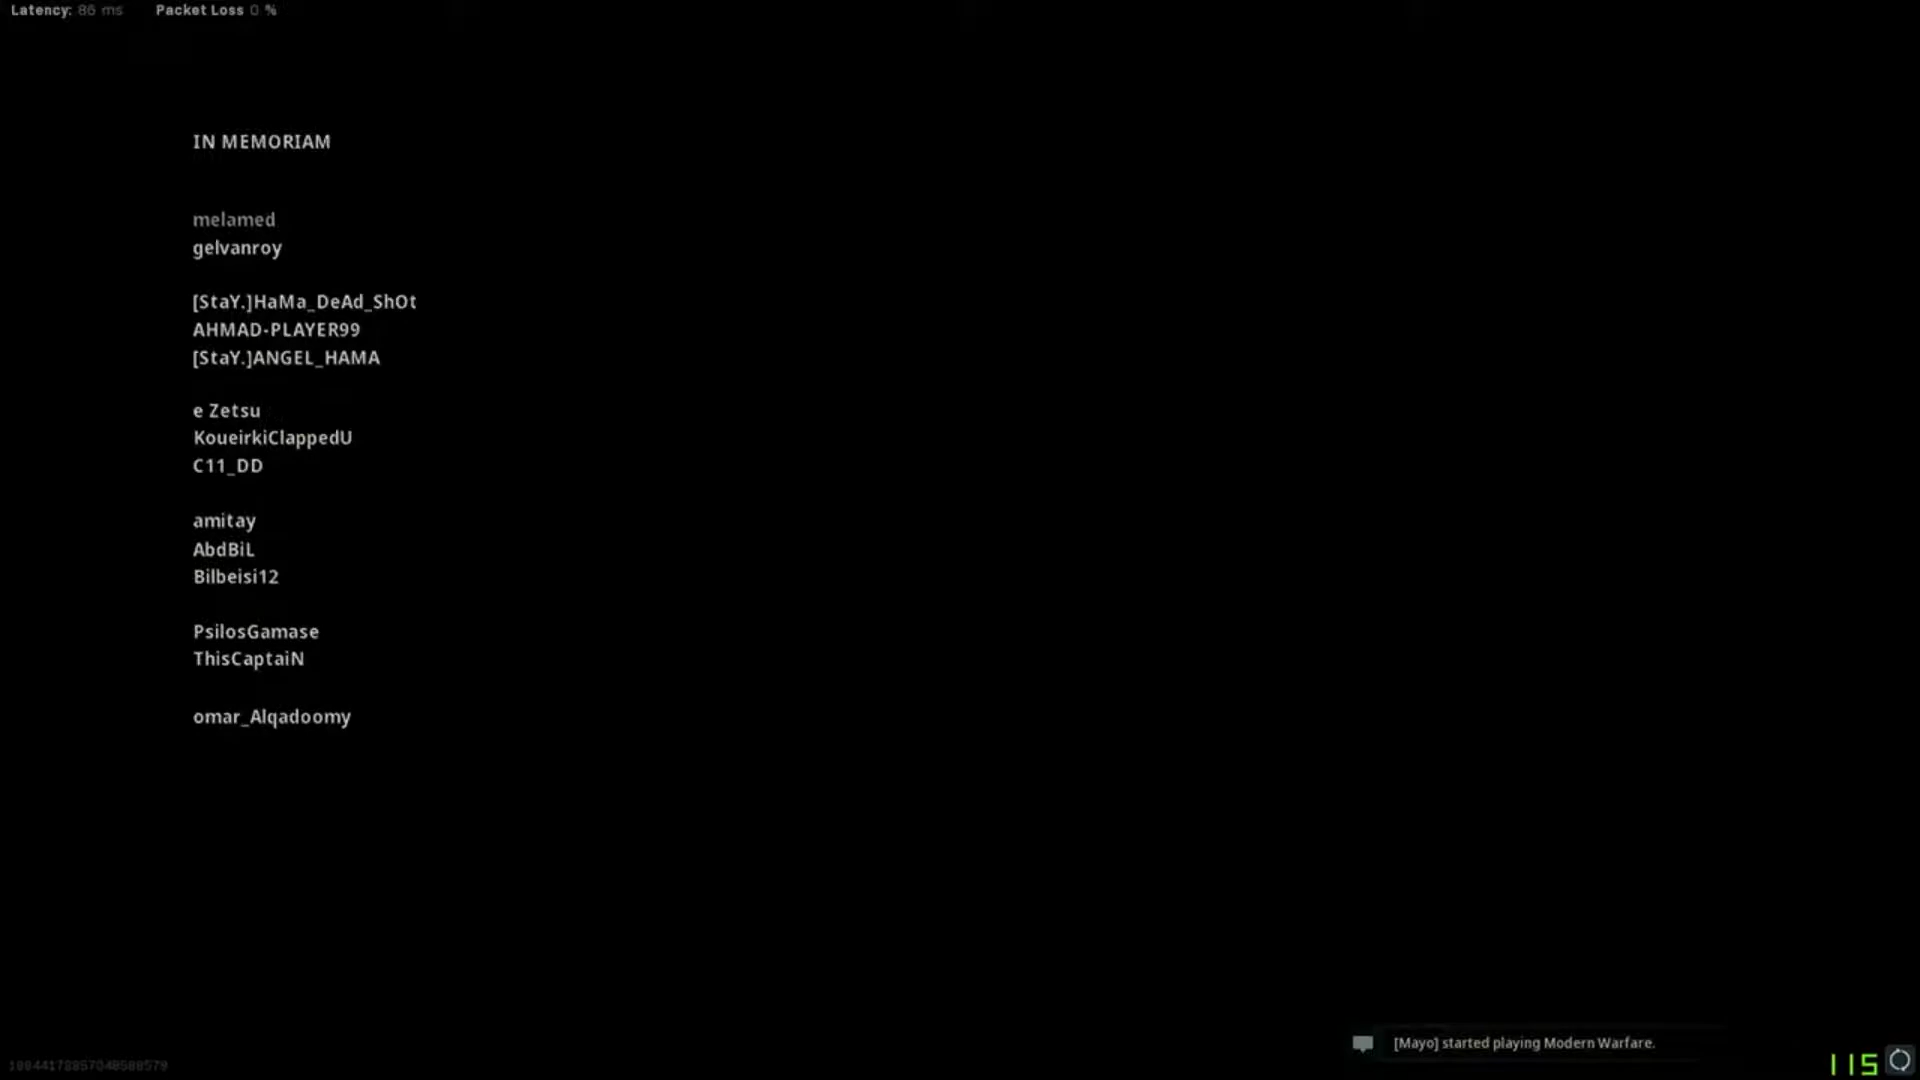 Latency: 86 ms Packet Loss 0 %
IN MEMORIAM
melamed
gelvanroy
[StaY.]HaMa_DeAd_ShOt
AHMAD-PLAYER99
[StaY.]ANGEL_HAMA
e Zetsu
KoueirkiClappedU
C11_DD
amitay
AbdBiL
Bilbeisi12
PsilosGamase
ThisCaptaiN
omar_Alqadoomy
[Mayo] started playing Modern Warfare.
115